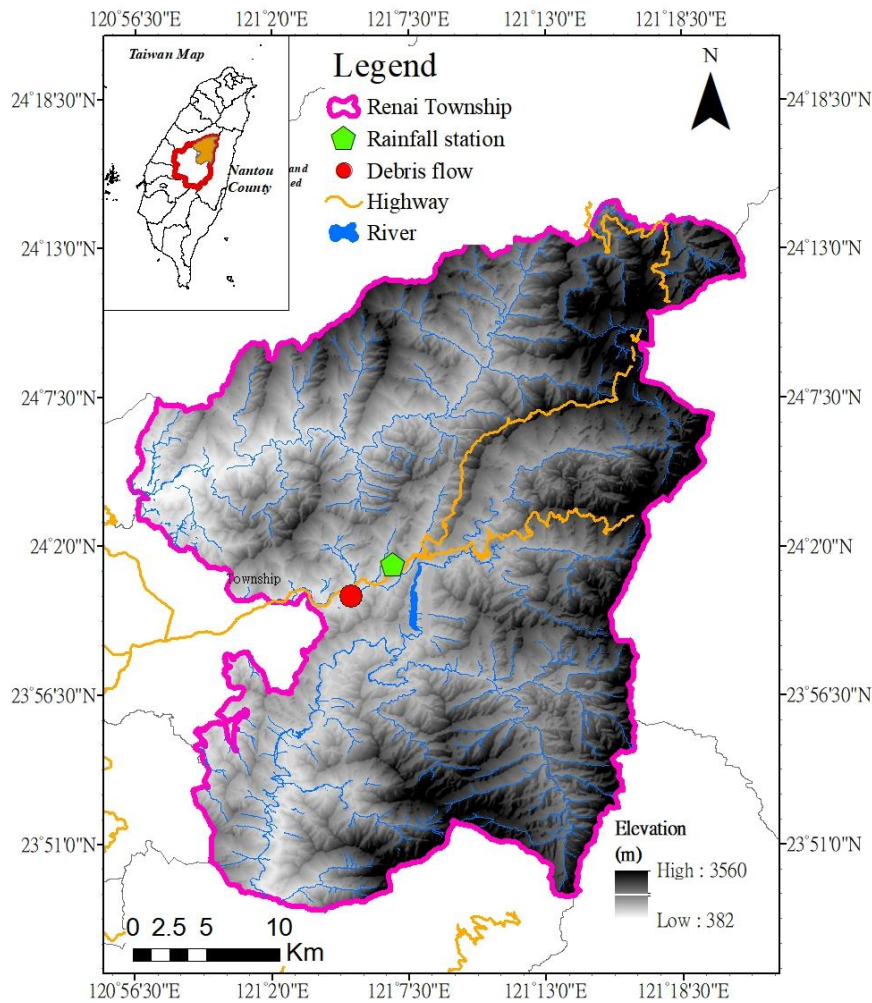 120°56'30"E 121°2'0"E 121°7'30"E 121°13'0"E 121°18'30"E
Taiwan Map
Nantou
County
and
ed
Legend
Renai Township
Rainfall station
Debris flow
Highway
River
N
24°18'30"N
24°18'30"N
24°13'0"N
24°13'0"N
24°7'30"N
24°7'30"N
24°2'0"N
24°2'0"N
Township
23°56'30"N
23°56'30"N
23°51'0"N
23°51'0"N
Elevation
(m)
High : 3560
Low : 382
0 2.5 5 10
Km
120°56'30"E 121°2'0"E 121°7'30"E 121°13'0"E 121°18'30"E